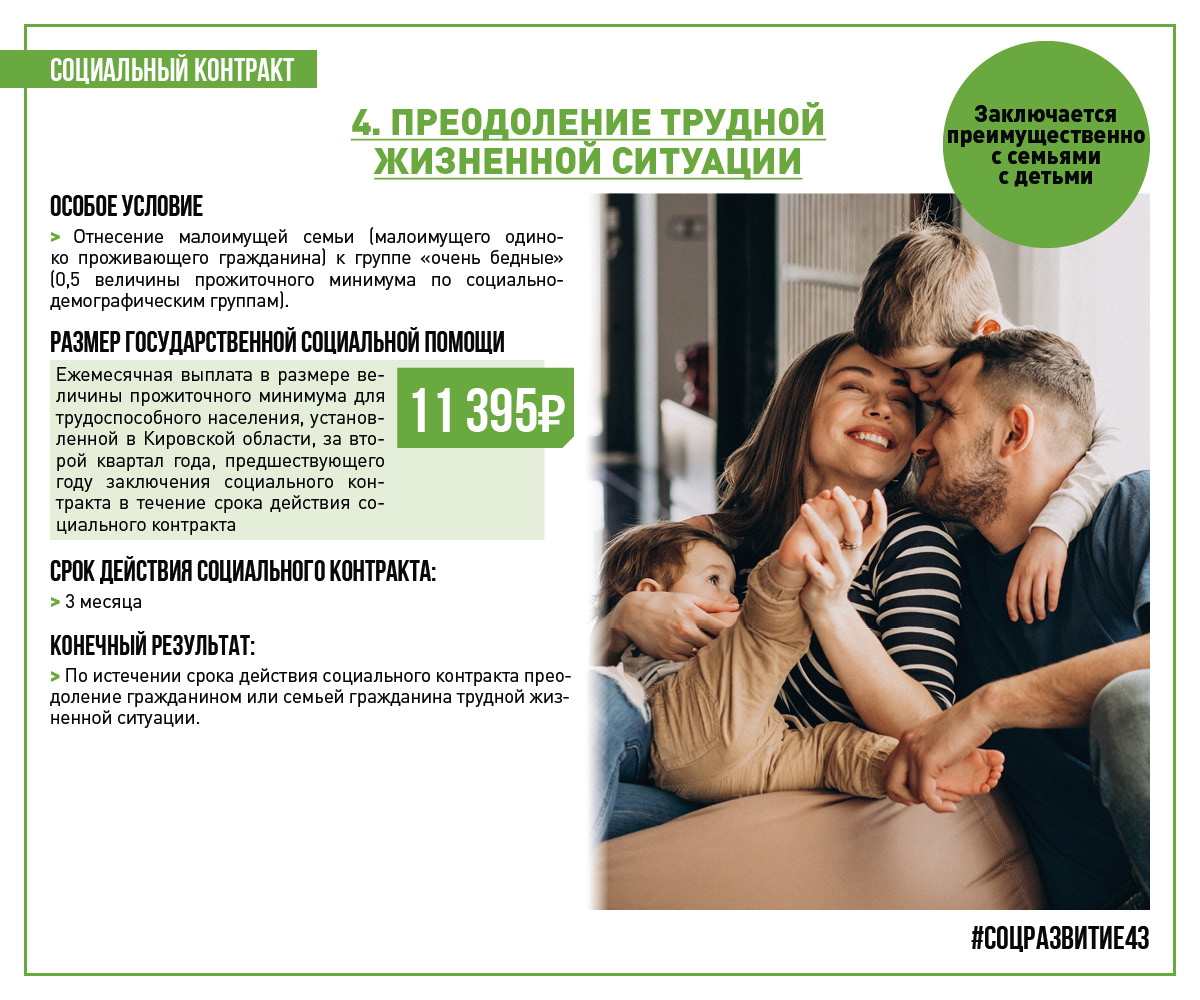 СОЦИАЛЬНЫЙ КОНТРАКТ
4. ПРЕОДОЛЕНИЕ ТРУДНОЙ
ЖИЗНЕННОЙ СИТУАЦИИ
Заключается
преимущественно
с семьями
с детьми
ОСОБОЕ УСЛОВИЕ
> Отнесение малоимущей семьи (малоимущего одино-
ко проживающего гражданина) к группе «очень бедные»
(0,5 величины прожиточного минимума по социально-
демографическим группам).
РАЗМЕР ГОСУДАРСТВЕННОЙ СОЦИАЛЬНОЙ ПОМОЩИ
Ежемесячная выплата в размере ве-
личины прожиточного минимума для
трудоспособного населения, установ-
ленной в Кировской области, за вто-
рой квартал года, предшествующего
году заключения социального кон-
тракта в течение срока действия со-
циального контракта
11 395₽
СРОК ДЕЙСТВИЯ СОЦИАЛЬНОГО КОНТРАКТА:
> 3 месяца
КОНЕЧНЫЙ РЕЗУЛЬТАТ:
> По истечении срока действия социального контракта прео-
доление гражданином или семьей гражданина трудной жиз-
ненной ситуации.
#СОЦРАЗВИТИЕ43